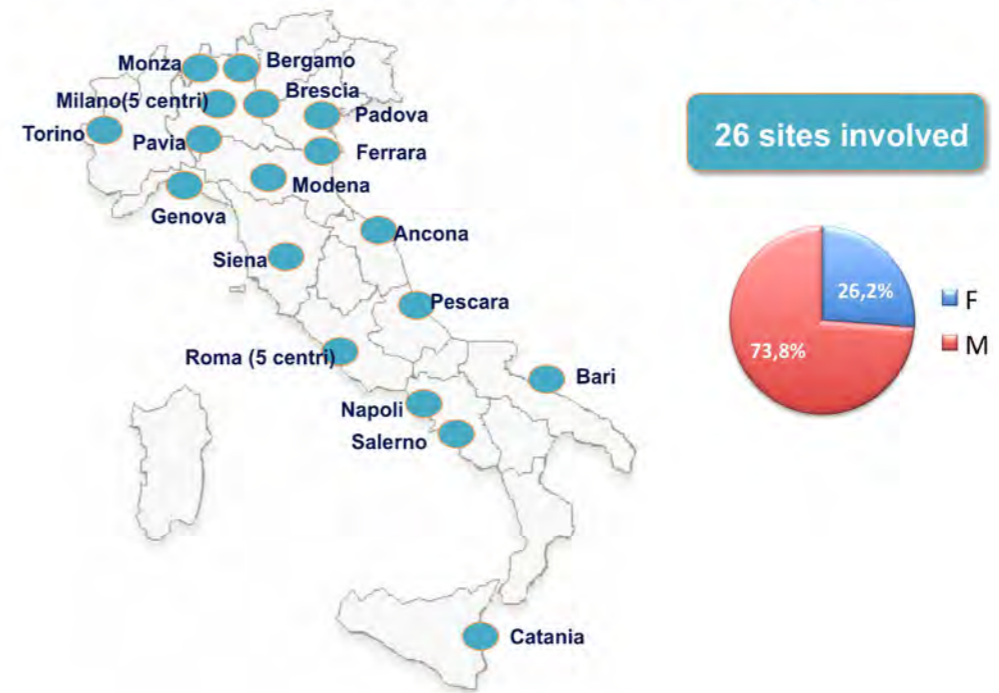 Monza
Bergamo
Milano(5 centri)
Brescia
Padova
Torino
Pavia
Ferrara
Modena
Genova
Ancona
Siena
Pescara
Roma (5 centri)
Bari
Napoli
Salerno
Catania
26 sites involved
26,2%
73,8%
F
M